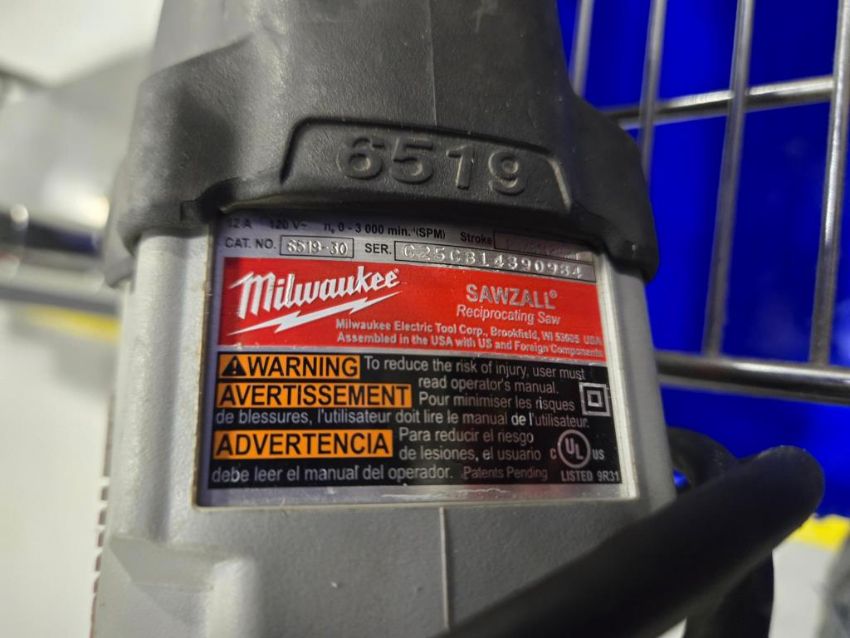 6519
12 A 120 V~ n₀ 0 - 3 000 min.⁻¹(SPM) Stroke
CAT. NO. 6519-30 SER. C25CB14390984
Milwaukee
SAWZALL®
Reciprocating Saw
Milwaukee Electric Tool Corp., Brookfield, WI 53005 USA
Assembled in the USA with US and Foreign Components
WARNING To reduce the risk of injury, user must
read operator's manual.
AVERTISSEMENT Pour minimiser les risques
de blessures, l'utilisateur doit lire le manual de l'utilisateur.
ADVERTENCIA Para reducir el riesgo
de lesiones, el usuario
debe leer el manual del operador. Patents Pending
C UL US
LISTED 9R31